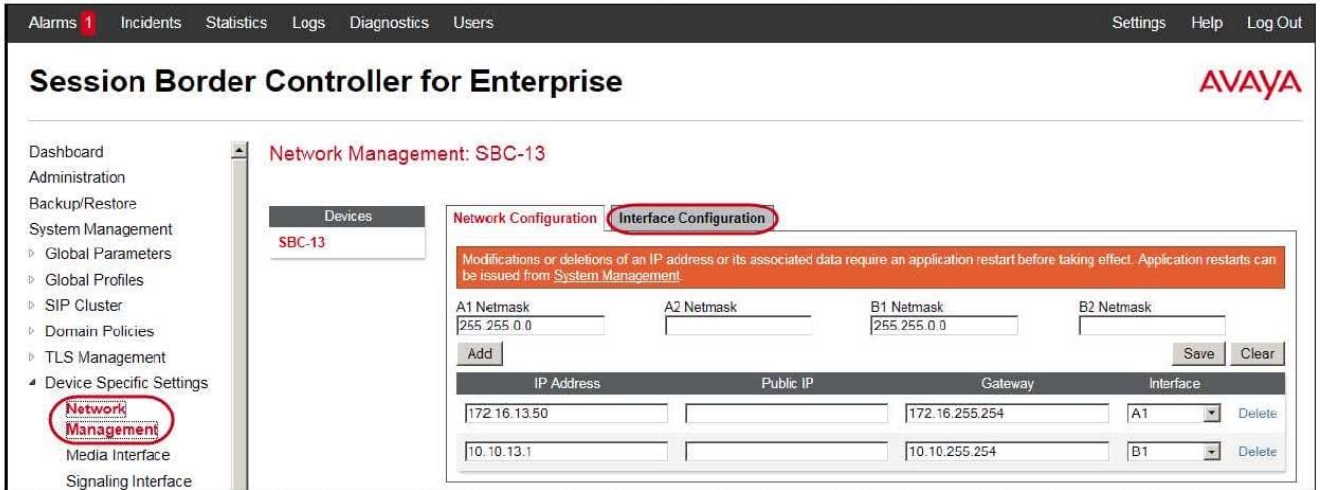 Alarms 1 Incidents Statistics Logs Diagnostics Users Settings Help Log Out
Session Border Controller for Enterprise
AVAYA
Dashboard
Administration
Backup/Restore
System Management
Global Parameters
Global Profiles
SIP Cluster
Domain Policies
TLS Management
Device Specific Settings
Network
Management
Media Interface
Signaling Interface
Network Management: SBC-13
Devices
SBC-13
Network Configuration Interface Configuration
Modifications or deletions of an IP address or its associated data require an application restart before taking effect. Application restarts can
be issued from System Management.
A1 Netmask A2 Netmask B1 Netmask B2 Netmask
255.255.0.0 255.255.0.0
Add Save Clear
IP Address Public IP Gateway Interface
172.16.13.50 172.16.255.254 A1 Delete
10.10.13.1 10.10.255.254 B1 Delete